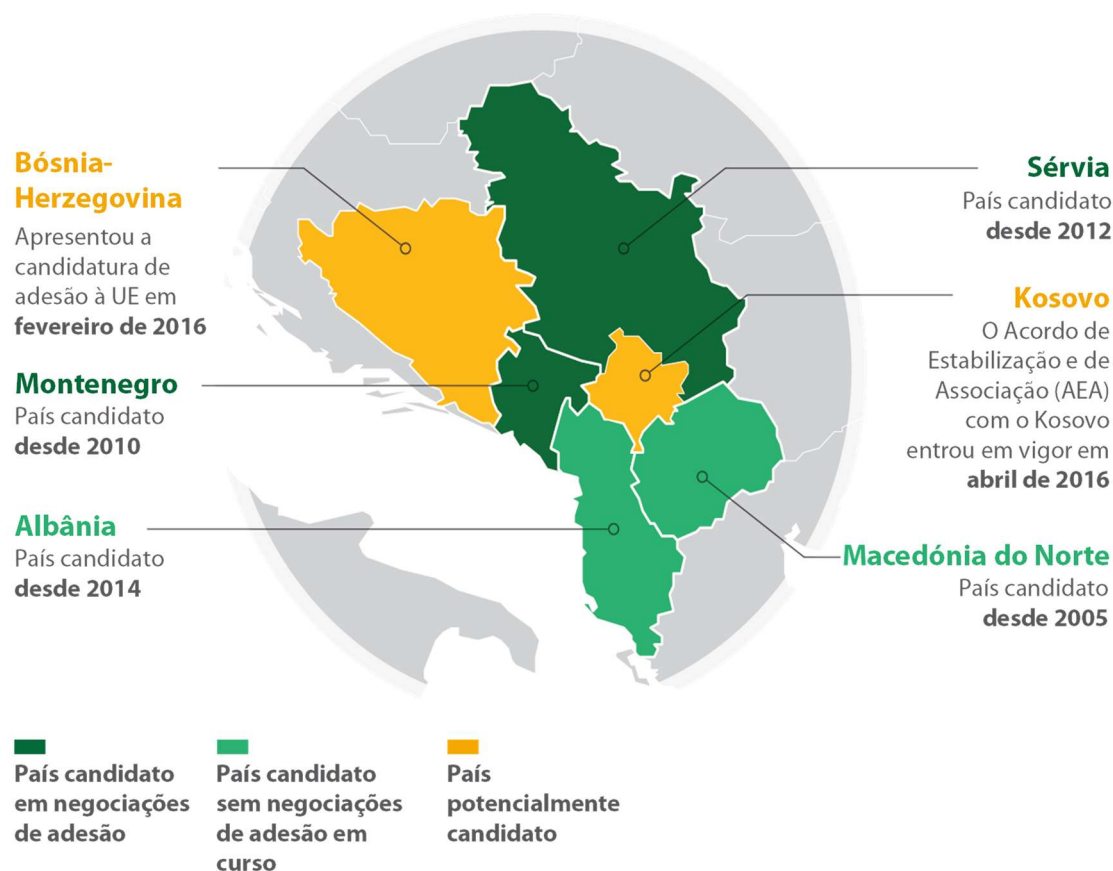 Bósnia-
Herzegovina
Apresentou a
candidatura de
adesão à UE em
fevereiro de 2016
Montenegro
País candidato
desde 2010
Albânia
País candidato
desde 2014
Sérvia
País candidato
desde 2012
Kosovo
O Acordo de
Estabilização e de
Associação (AEA)
com o Kosovo
entrou em vigor em
abril de 2016
Macedónia do Norte
País candidato
desde 2005
País candidato
em negociações
de adesão
País candidato
sem negociações
de adesão em
curso
País
potencialmente
candidato